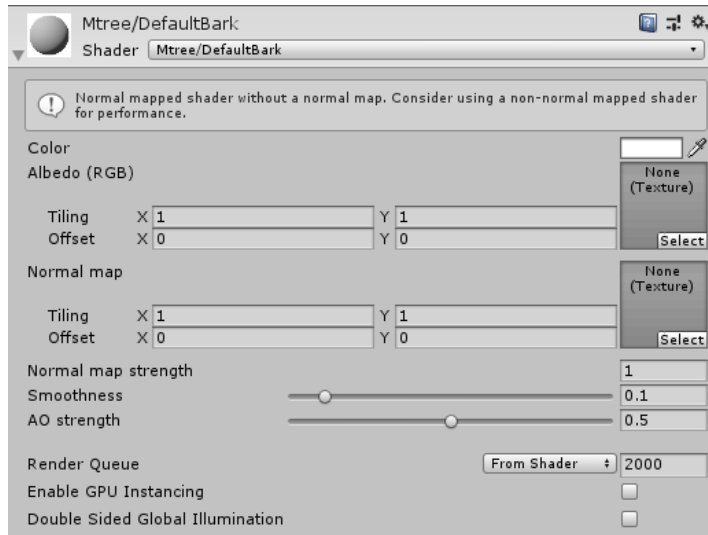 Mtree/DefaultBark
Shader Mtree/DefaultBark
Normal mapped shader without a normal map. Consider using a non-normal mapped shader
for performance.
Color
Albedo (RGB)
None
(Texture)
Tiling X 1 Y 1
Offset X 0 Y 0
Select
Normal map
None
(Texture)
Tiling X 1 Y 1
Offset X 0 Y 0
Select
Normal map strength 1
Smoothness 0.1
AO strength 0.5
Render Queue From Shader 2000
Enable GPU Instancing
Double Sided Global Illumination